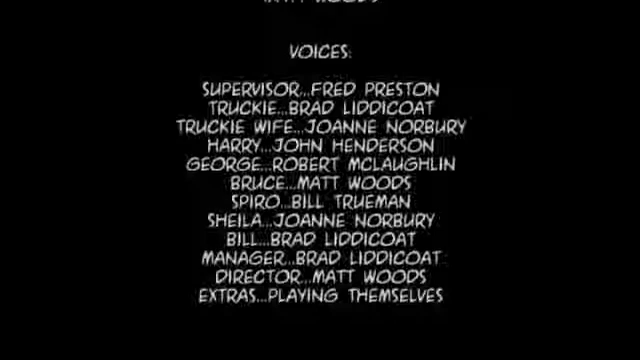 MATT WOODS
VOICES:
SUPERVISOR...FRED PRESTON
TRUCKIE...BRAD LIDDICOAT
TRUCKIE WIFE...JOANNE NORBURY
HARRY...JOHN HENDERSON
GEORGE...ROBERT MCLAUGHLIN
BRUCE...MATT WOODS
SPIRO...BILL TRUEMAN
SHEILA...JOANNE NORBURY
BILL...BRAD LIDDICOAT
MANAGER...BRAD LIDDICOAT
DIRECTOR...MATT WOODS
EXTRAS...PLAYING THEMSELVES